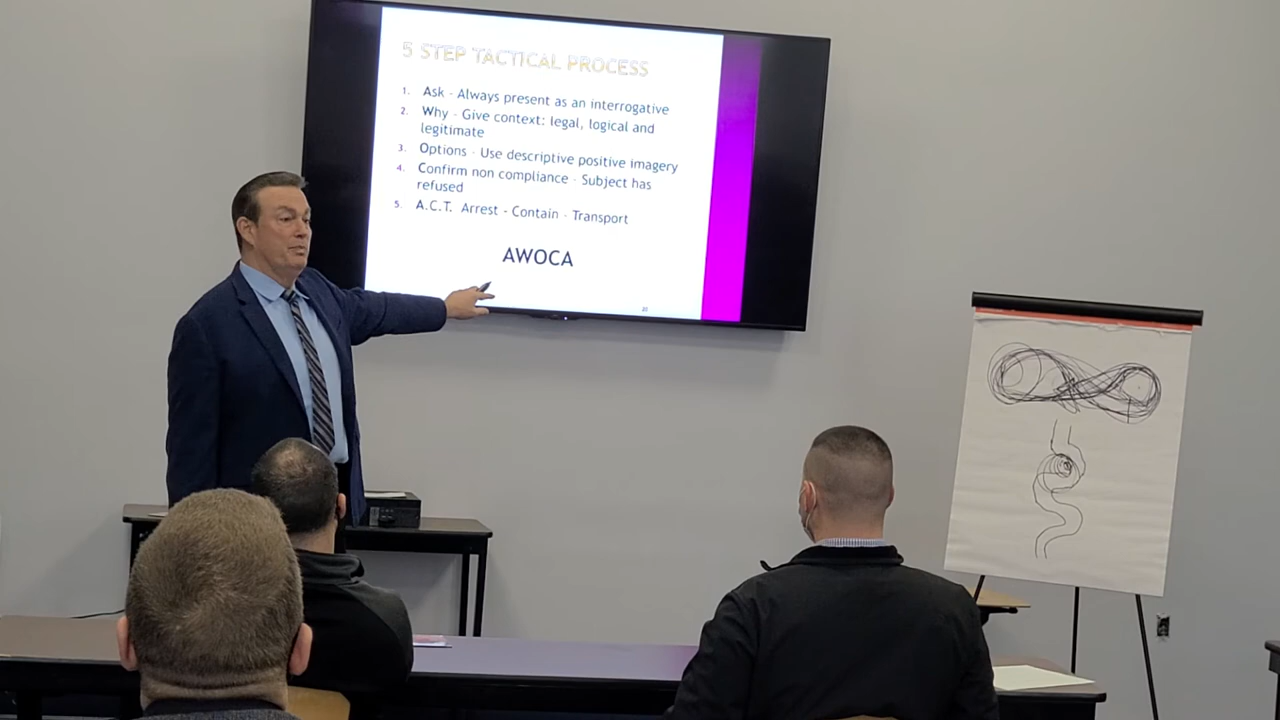 5 STEP TACTICAL PROCESS
1. Ask - Always present as an interrogative
2. Why - Give context: legal, logical and
legitimate
3. Options - Use descriptive positive imagery
4. Confirm non compliance - Subject has
refused
5. A.C.T. Arrest - Contain - Transport
AWOCA